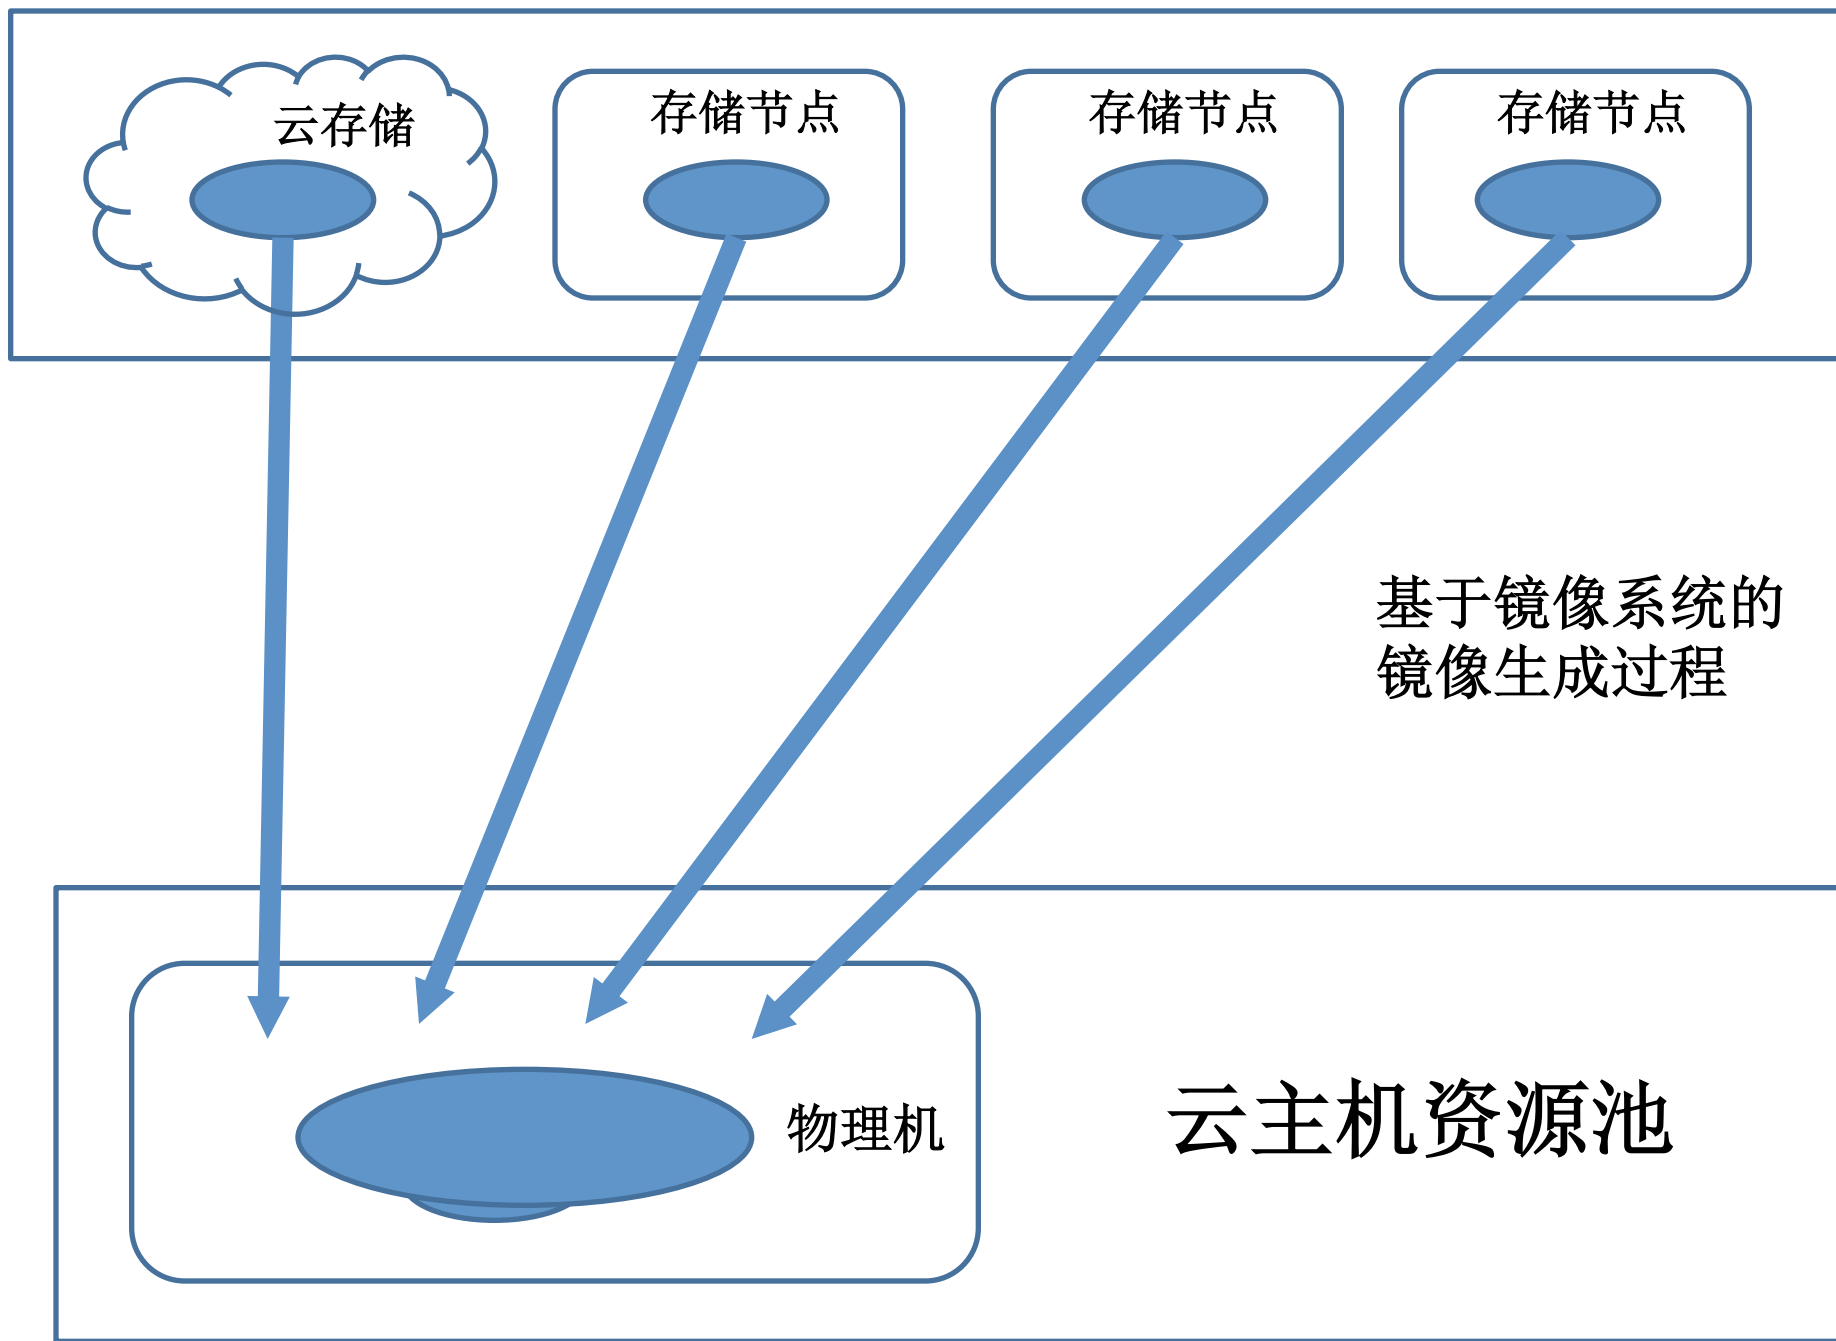 云存储
存储节点
存储节点
存储节点
基于镜像系统的
镜像生成过程
物理机
云主机资源池